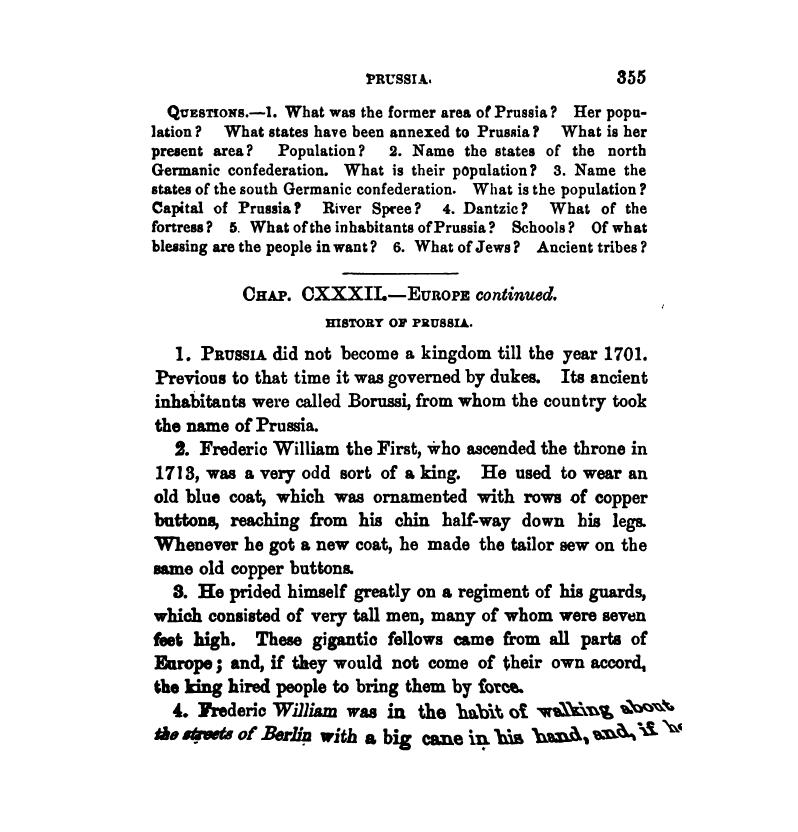 PRUSSIA. 355
QUESTIONS.—1. What was the former area of Prussia? Her popu-
lation? What states have been annexed to Prussia? What is her
present area? Population? 2. Name the states of the north
Germanic confederation. What is their population? 3. Name the
states of the south Germanic confederation. What is the population?
Capital of Prussia? River Spree? 4. Dantzic? What of the
fortress? 5. What of the inhabitants of Prussia? Schools? Of what
blessing are the people in want? 6. What of Jews? Ancient tribes?
CHAP. CXXXII.—EUROPE continued.
HISTORY OF PRUSSIA.
1. PRUSSIA did not become a kingdom till the year 1701.
Previous to that time it was governed by dukes. Its ancient
inhabitants were called Borussi, from whom the country took
the name of Prussia.
2. Frederic William the First, who ascended the throne in
1713, was a very odd sort of a king. He used to wear an
old blue coat, which was ornamented with rows of copper
buttons, reaching from his chin half-way down his legs.
Whenever he got a new coat, he made the tailor sew on the
same old copper buttons.
3. He prided himself greatly on a regiment of his guards,
which consisted of very tall men, many of whom were seven
feet high. These gigantic fellows came from all parts of
Europe; and, if they would not come of their own accord,
the king hired people to bring them by force.
4. Frederic William was in the habit of walking about
the streets of Berlin with a big cane in his hand, and, if he